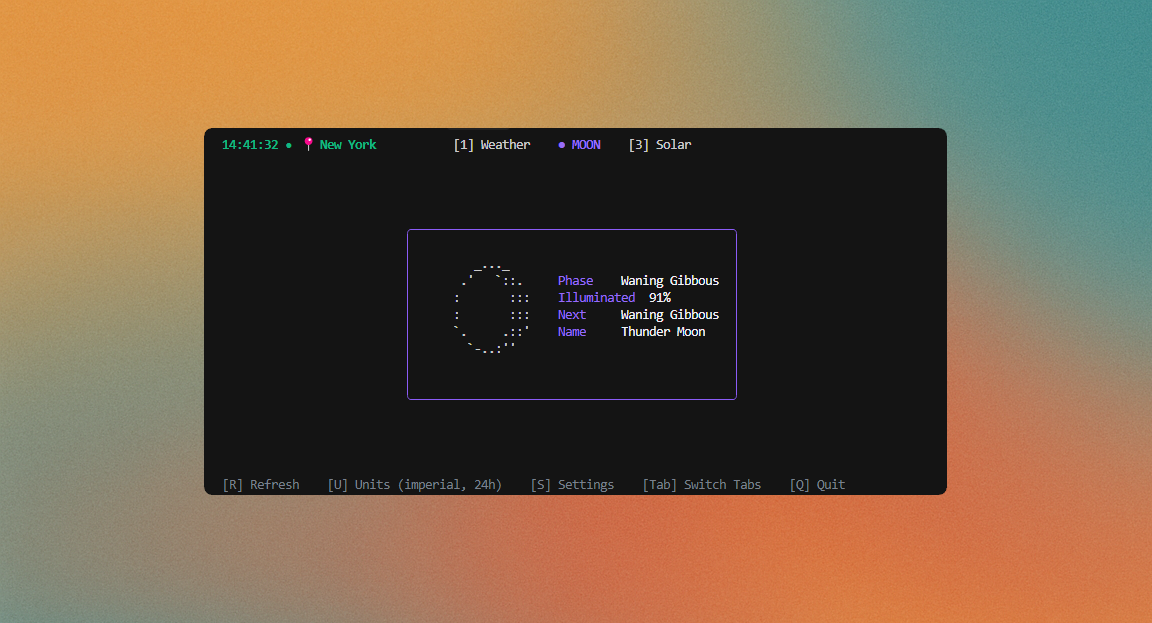 14:41:32 ● 📍 New York [1] Weather ● MOON [3] Solar
Phase Waning Gibbous
Illuminated 91%
Next Waning Gibbous
Name Thunder Moon
[R] Refresh [U] Units (imperial, 24h) [S] Settings [Tab] Switch Tabs [Q] Quit